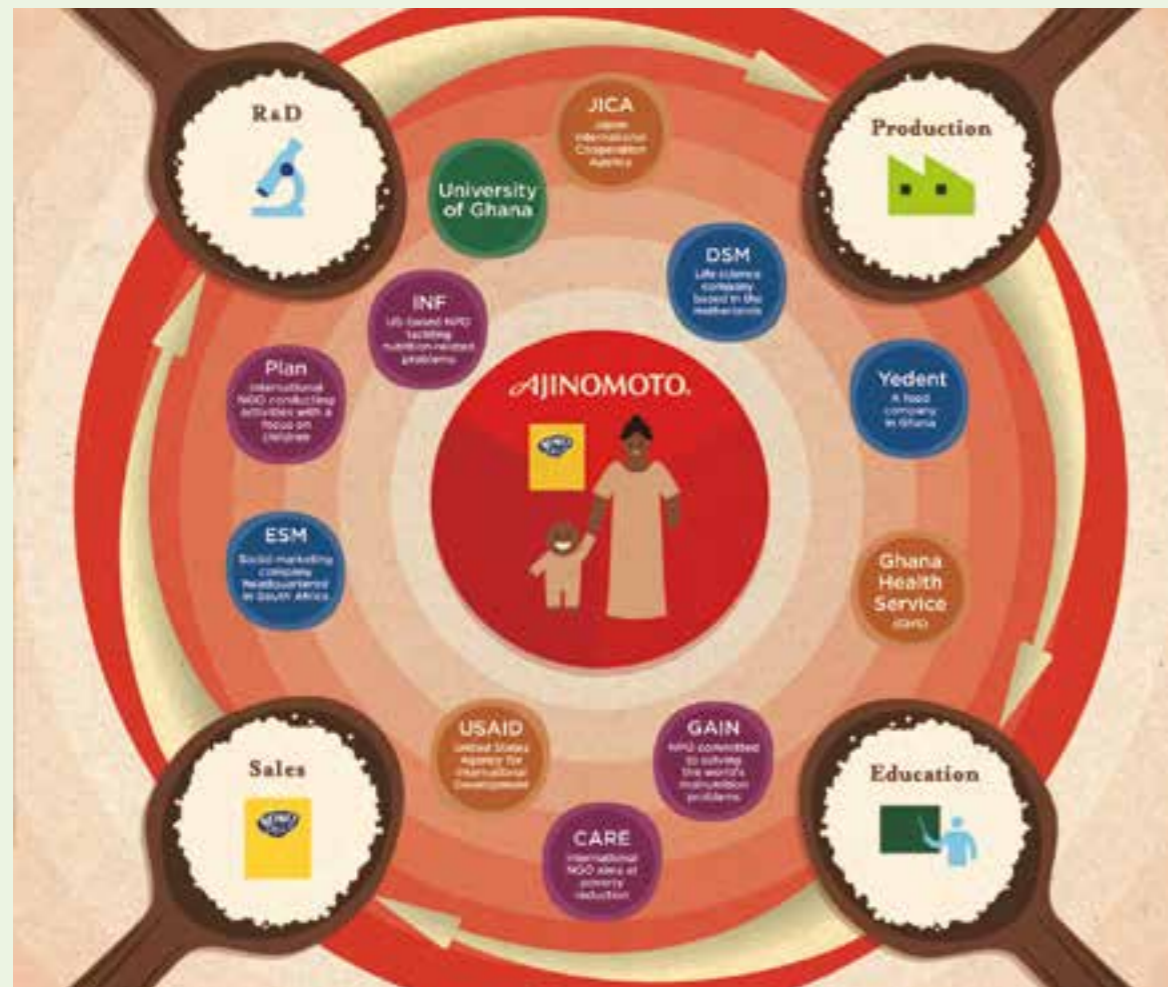 R&D
JICA
Japan
International
Cooperation
Agency
Production
University
of Ghana
DSM
Life science
company
based in the
Netherlands
INF
US-based NPO
tackling
nutrition-related
problems
AJINOMOTO®
Plan
International
NGO conducting
activities with a
focus on
children
Yedent
A food
company
in Ghana
ESM
Social marketing
company
headquartered
in South Africa
Ghana
Health
Service
(GHS)
USAID
United States
Agency for
International
Development
GAIN
NPO committed
to solving
the world's
malnutrition
problems
Sales
Education
CARE
International
NGO aims at
poverty
reduction